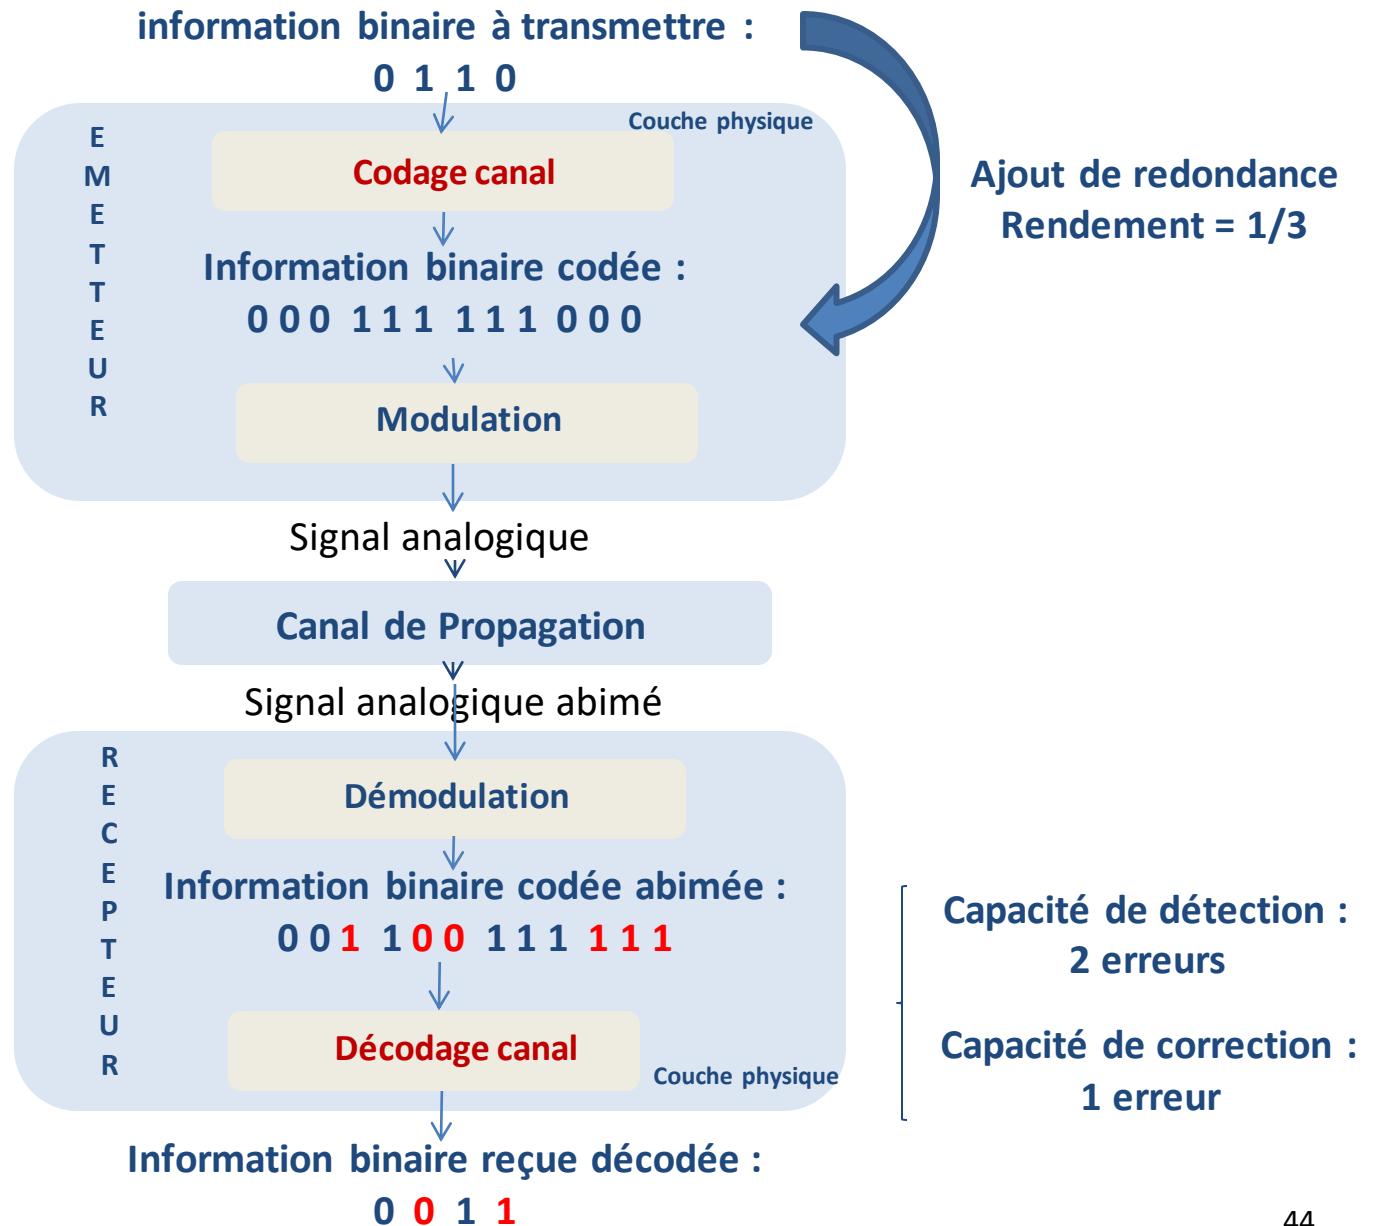 information binaire à transmettre :
0 1 1 0
Couche physique
EMETTEUR
Codage canal
Ajout de redondance
Rendement = 1/3
Information binaire codée :
0 0 0 1 1 1 1 1 1 0 0 0
Modulation
Signal analogique
Canal de Propagation
Signal analogique abimé
RECEPTEUR
Démodulation
Information binaire codée abimée :
0 0 1 1 0 0 1 1 1 1 1 1
Capacité de détection :
2 erreurs
Décodage canal
Couche physique
Capacité de correction :
1 erreur
Information binaire reçue décodée :
0 0 1 1
44